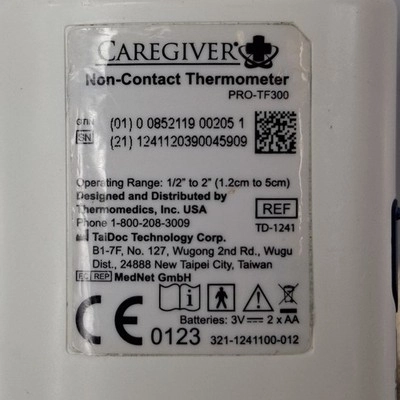 CAREGIVER
Non-Contact Thermometer
PRO-TF300
(01) 0 0852119 00205 1
SN (21) 1241120390045909
Operating Range: 1/2" to 2" (1.2cm to 5cm)
Designed and Distributed by
Thermomedics, Inc. USA
Phone 1-800-208-3009
REF
TD-1241
TaiDoc Technology Corp.
B1-7F, No. 127, Wugong 2nd Rd., Wugu
Dist., 24888 New Taipei City, Taiwan
EC REP MedNet GmbH
Batteries: 3V 2 x AA
CE 0123 321-1241100-012